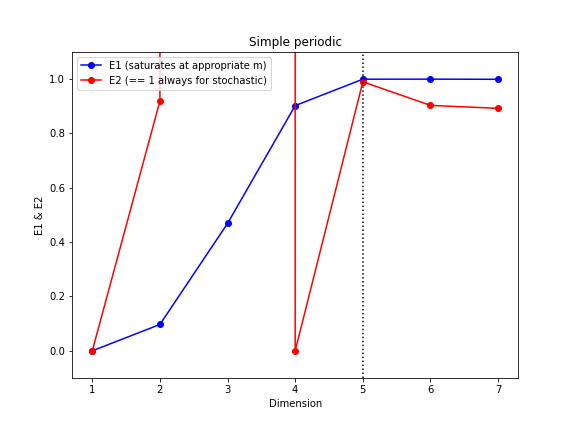 Simple periodic
E1 (saturates at appropriate m)
E2 (== 1 always for stochastic)
E1 & E2
1.0
0.8
0.6
0.4
0.2
0.0
1 2 3 4 5 6 7
Dimension